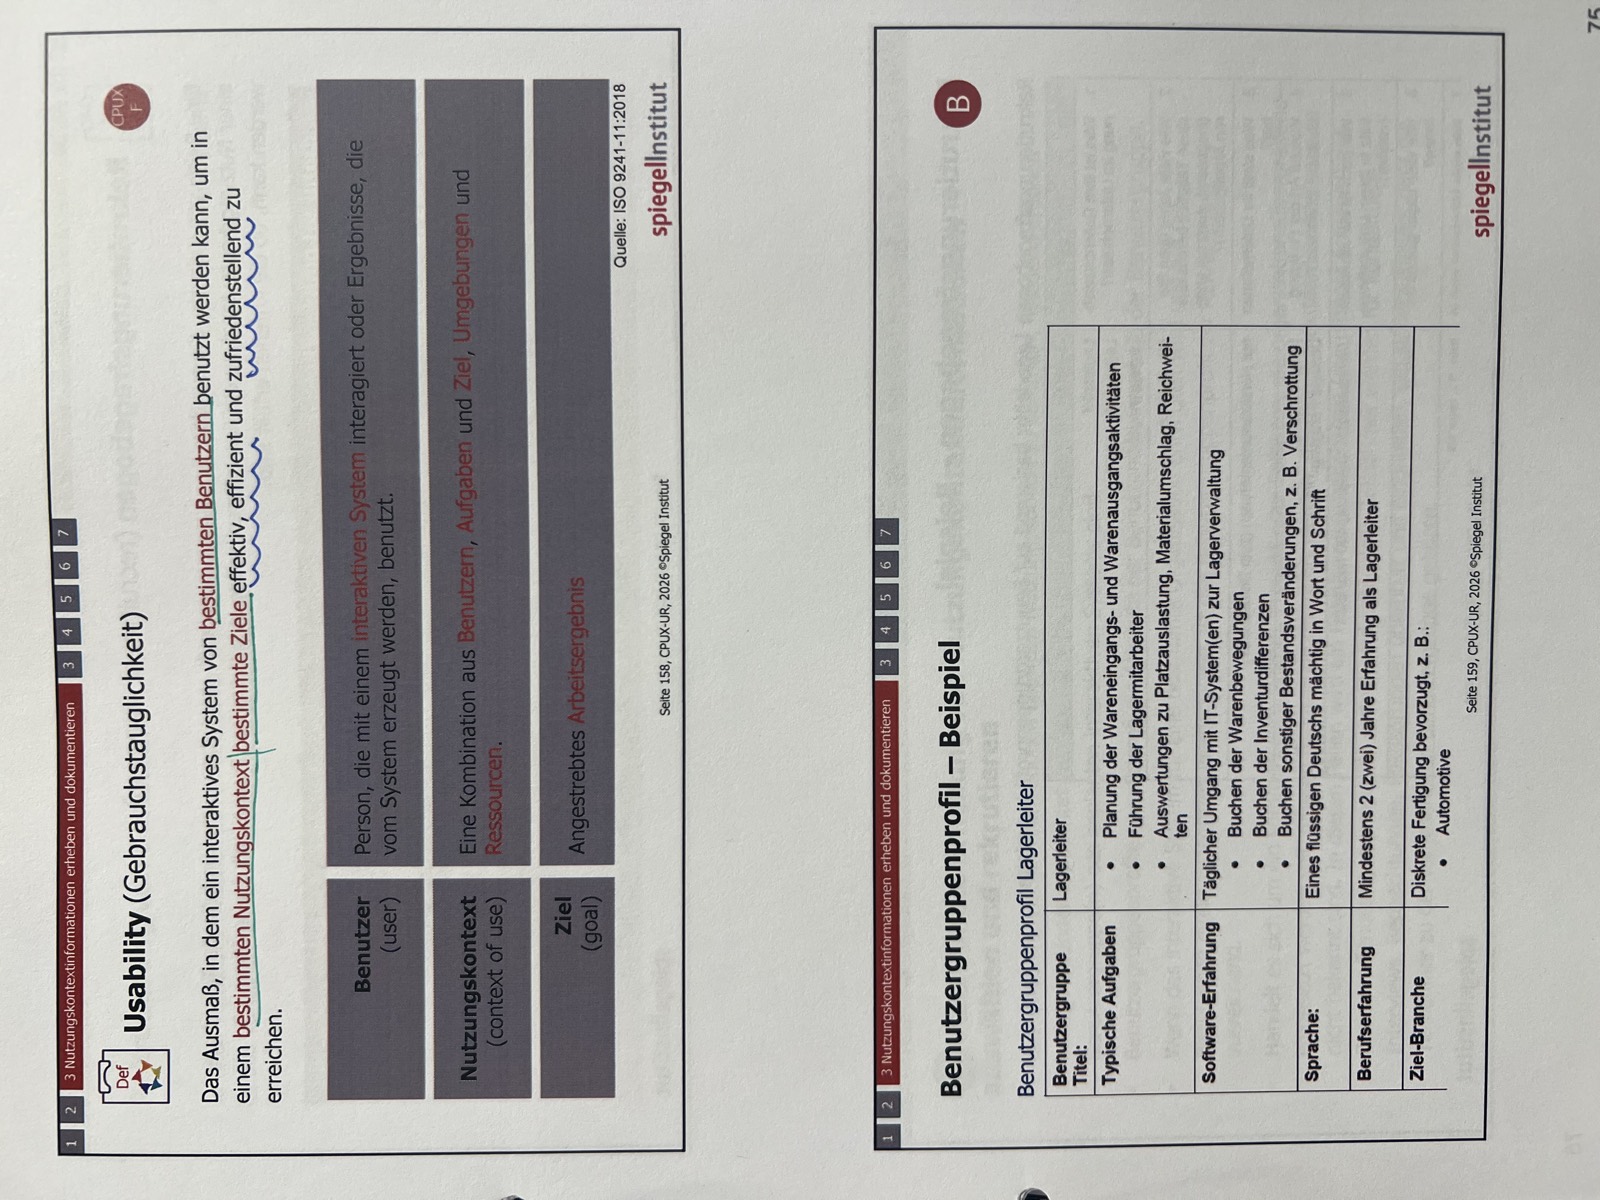 1 2 3 Nutzungskontextinformationen erheben und dokumentieren 3 4 5 6 7
Def
Usability (Gebrauchstauglichkeit)
CPUX
F
Das Ausmaß, in dem ein interaktives System von bestimmten Benutzern benutzt werden kann, um in
einem bestimmten Nutzungskontext bestimmte Ziele effektiv, effizient und zufriedenstellend zu
erreichen.
Benutzer
(user)
Person, die mit einem interaktiven System interagiert oder Ergebnisse, die
vom System erzeugt werden, benutzt.
Nutzungskontext
(context of use)
Eine Kombination aus Benutzern, Aufgaben und Ziel, Umgebungen und
Ressourcen.
Ziel
(goal)
Angestrebtes Arbeitsergebnis
Quelle: ISO 9241-11:2018
Seite 158, CPUX-UR, 2026 ©Spiegel Institut
spiegelInstitut
1 2 3 Nutzungskontextinformationen erheben und dokumentieren 3 4 5 6 7
Benutzergruppenprofil – Beispiel
B
Benutzergruppenprofil Lagerleiter
Benutzergruppe
Titel:
Lagerleiter
Typische Aufgaben
• Planung der Wareneingangs- und Warenausgangsaktivitäten
• Führung der Lagermitarbeiter
• Auswertungen zu Platzauslastung, Materialumschlag, Reichwei-
ten
Software-Erfahrung
Täglicher Umgang mit IT-System(en) zur Lagerverwaltung
• Buchen der Warenbewegungen
• Buchen der Inventurdifferenzen
• Buchen sonstiger Bestandsveränderungen, z. B. Verschrottung
Sprache:
Eines flüssigen Deutschs mächtig in Wort und Schrift
Berufserfahrung
Mindestens 2 (zwei) Jahre Erfahrung als Lagerleiter
Ziel-Branche
Diskrete Fertigung bevorzugt, z. B.:
• Automotive
Seite 159, CPUX-UR, 2026 ©Spiegel Institut
spiegelInstitut
75